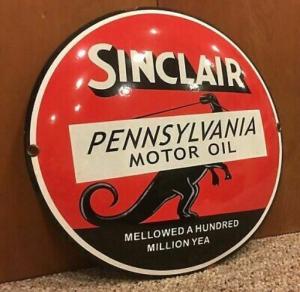 SINCLAIR
PENNSYLVANIA
MOTOR OIL
MELLOWED A HUNDRED
MILLION YEA